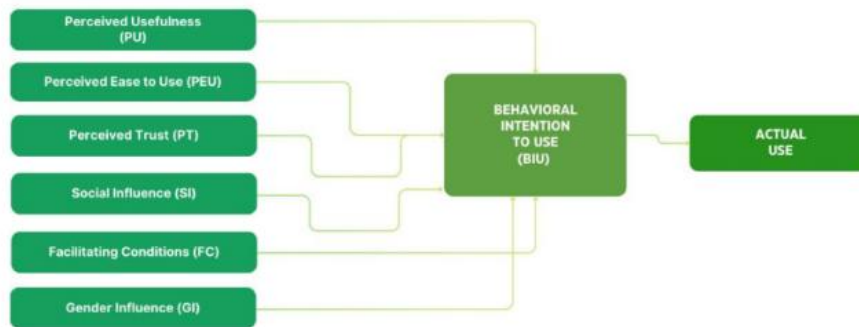 Perceived Usefulness
(PU)
Perceived Ease to Use (PEU)
Perceived Trust (PT)
Social Influence (SI)
Facilitating Conditions (FC)
Gender Influence (GI)
BEHAVIORAL
INTENTION
TO USE
(BIU)
ACTUAL
USE